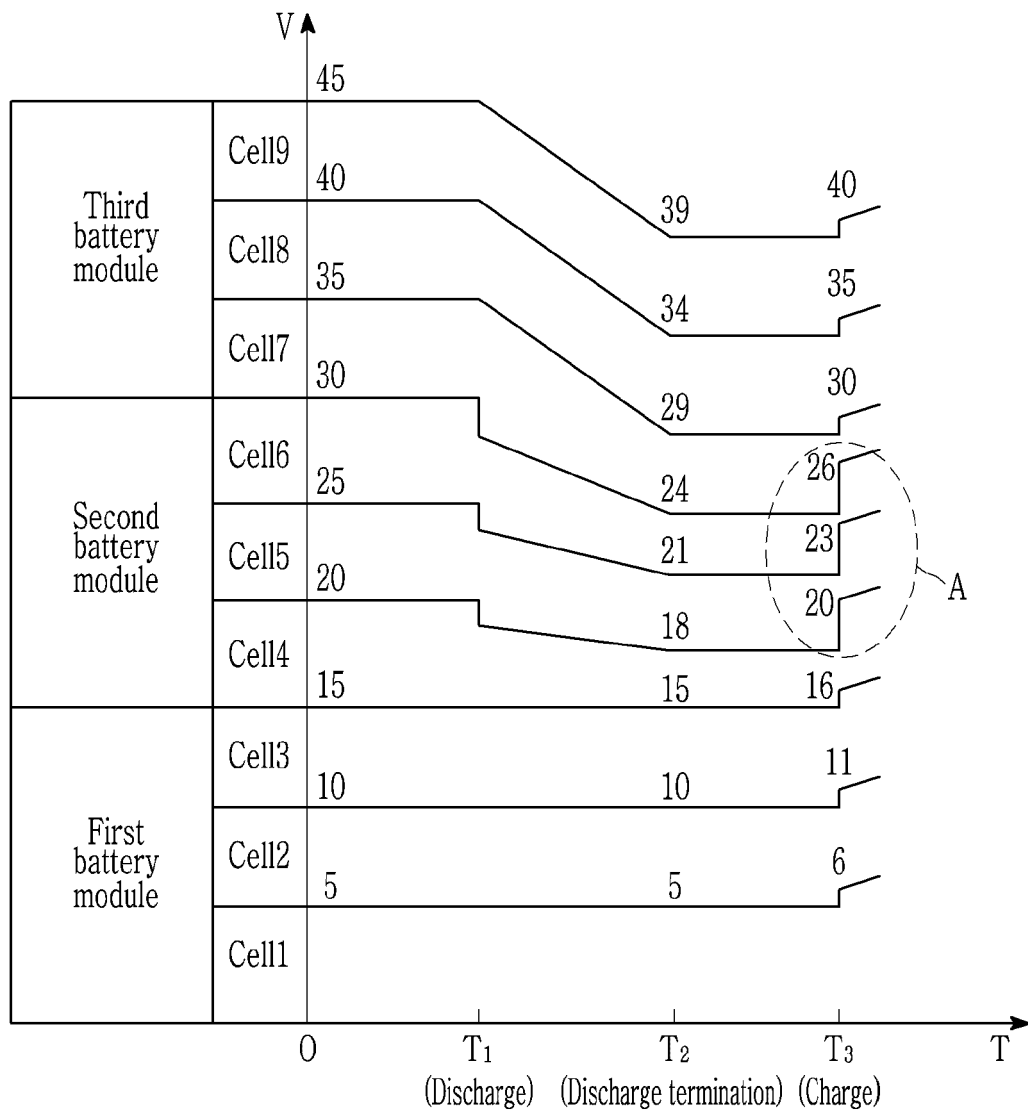 V
45
Cell9
40
40
39
Third
battery
module
Cell8
35
35
34
Cell7
30
30
29
26
Cell6
25
24
23
Second
battery
module
Cell5
20
21
20
A
18
Cell4
15
15
16
Cell3
11
10
10
First
battery
module
Cell2
6
5
5
Cell1
0 T1 T2 T3 T
(Discharge) (Discharge termination) (Charge)